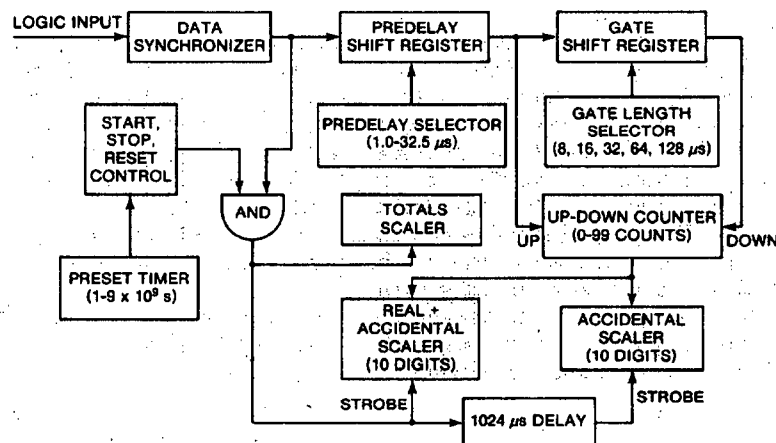 LOGIC INPUT
DATA
SYNCHRONIZER
PREDELAY
SHIFT REGISTER
GATE
SHIFT REGISTER
START,
STOP,
RESET
CONTROL
PREDELAY SELECTOR
(1.0-32.5 μs)
GATE LENGTH
SELECTOR
(8, 16, 32, 64, 128 μs)
AND
TOTALS
SCALER
UP-DOWN COUNTER
(0-99 COUNTS)
UP
DOWN
PRESET TIMER
(1-9 x 10⁹ s)
REAL +
ACCIDENTAL
SCALER
(10 DIGITS)
ACCIDENTAL
SCALER
(10 DIGITS)
STROBE
STROBE
1024 μs DELAY